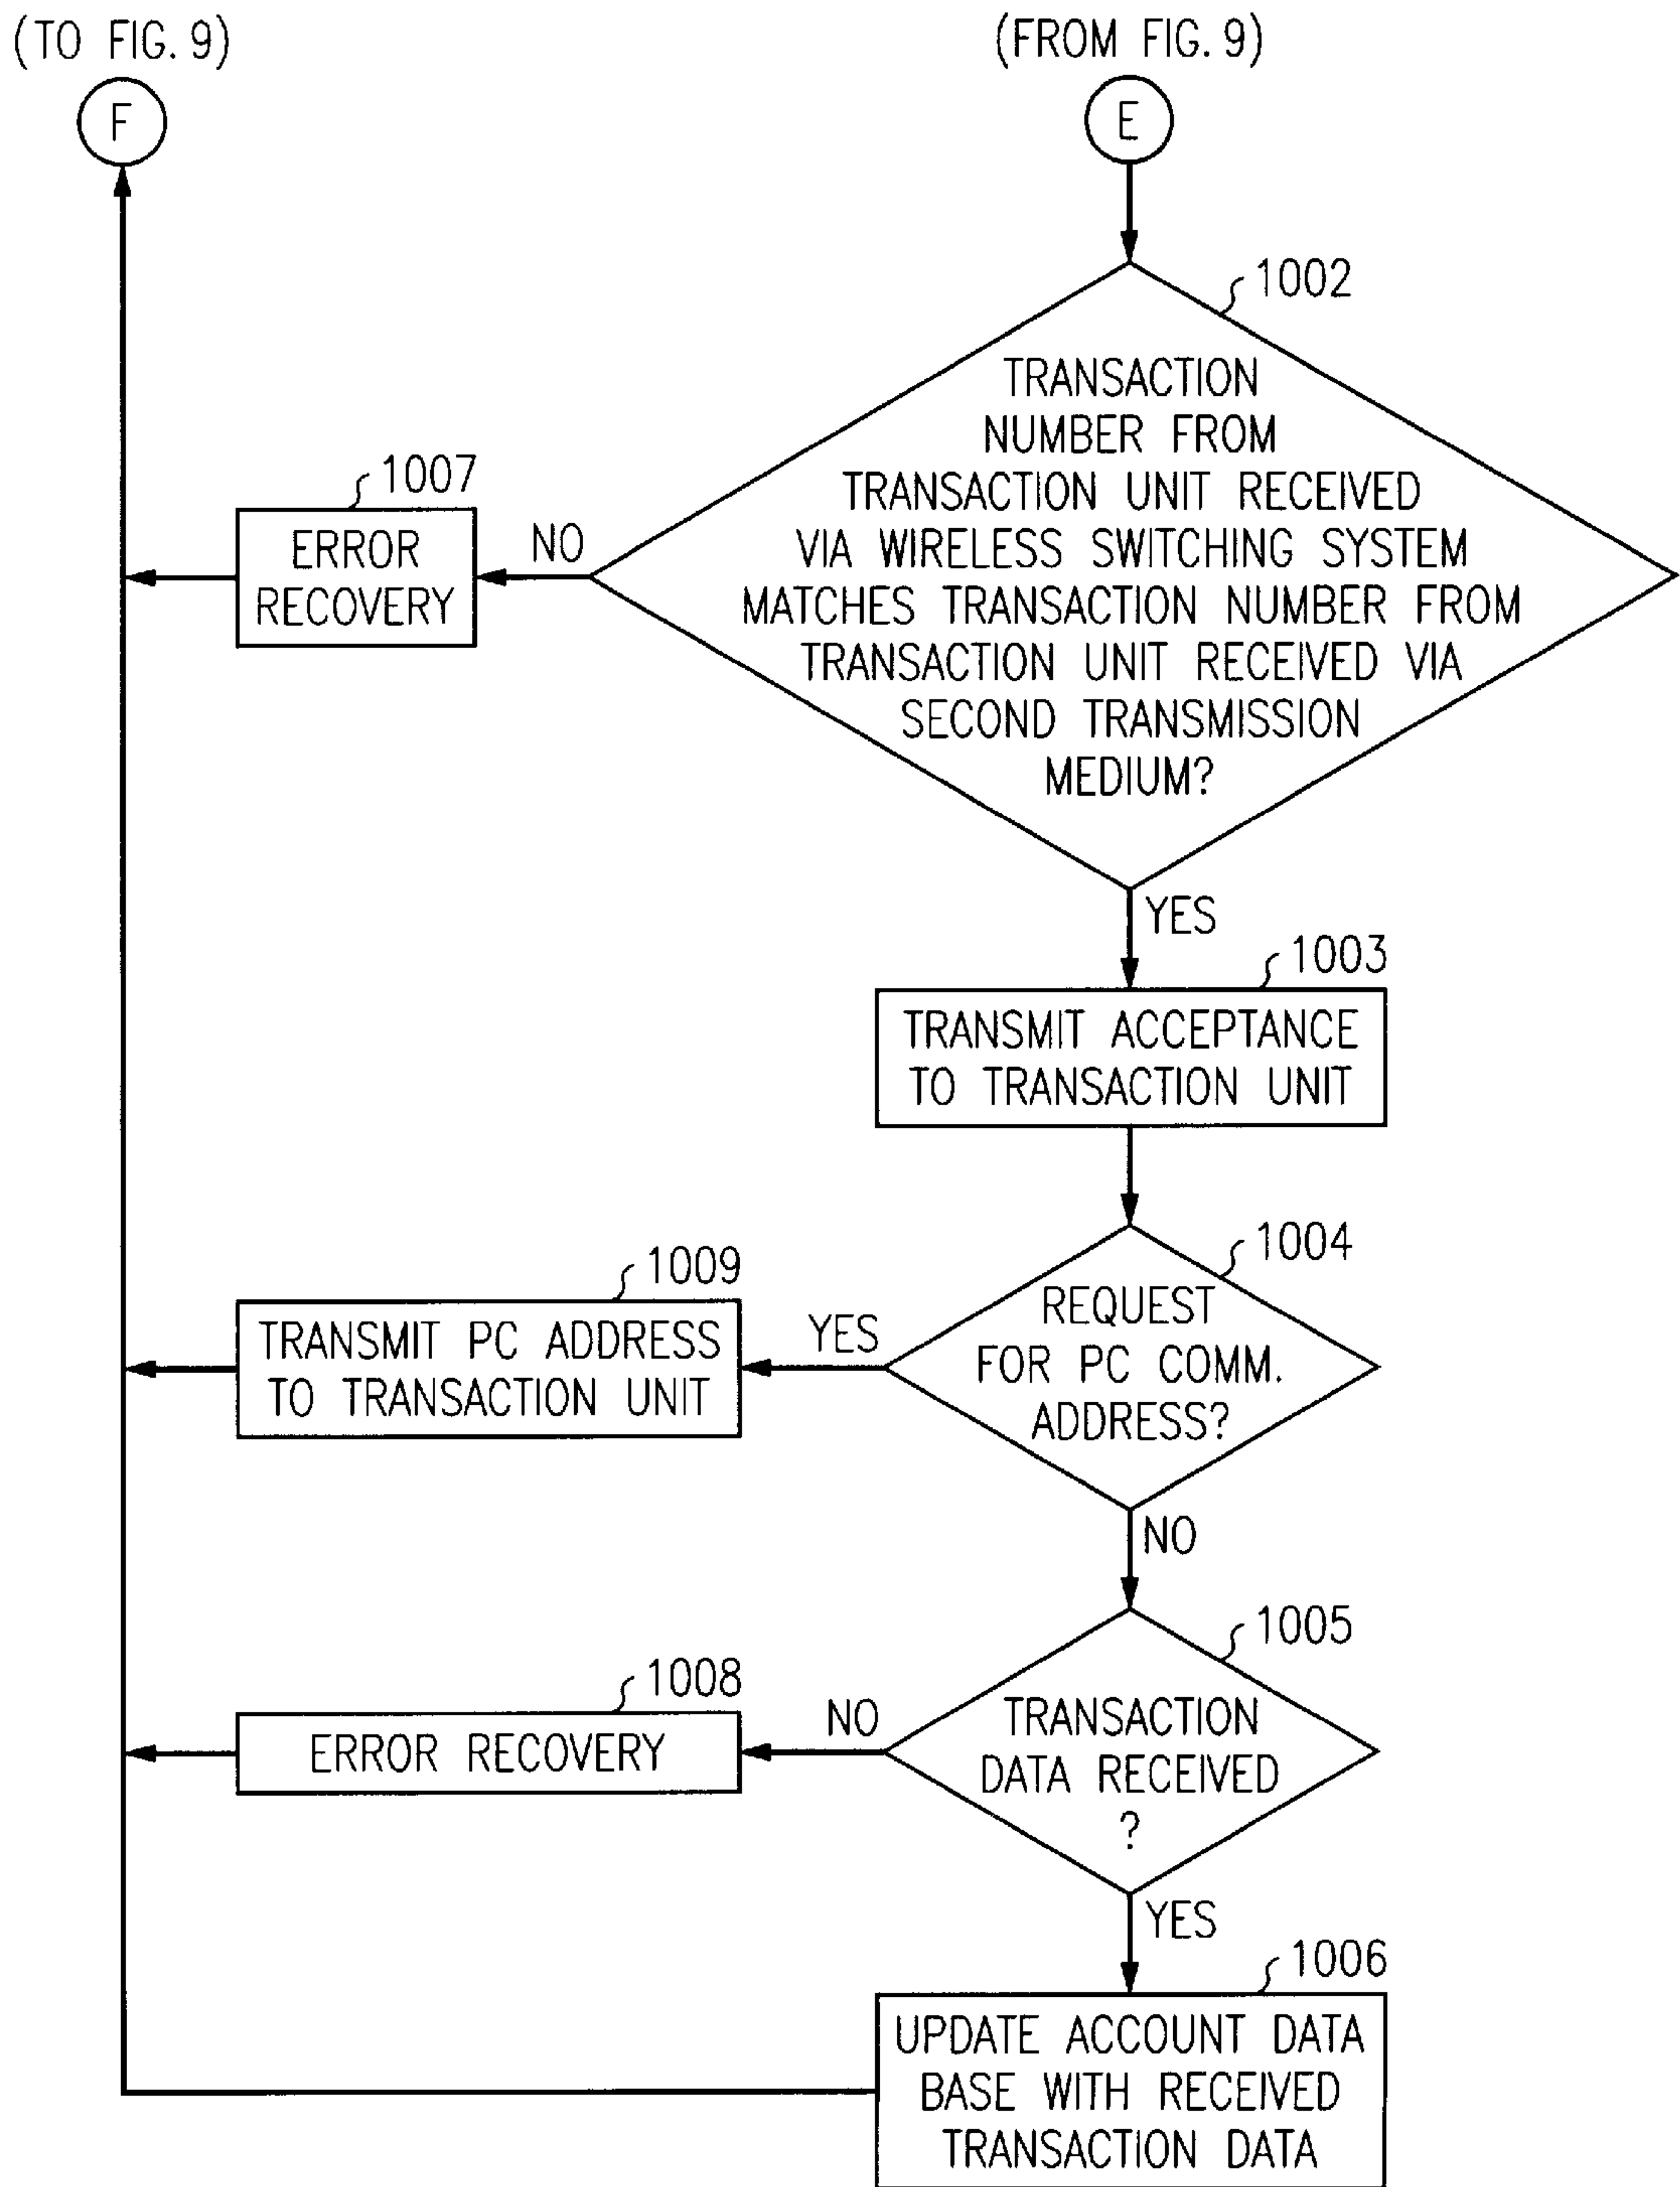 (TO FIG. 9)
(FROM FIG. 9)
F
E
1002
TRANSACTION
NUMBER FROM
TRANSACTION UNIT RECEIVED
VIA WIRELESS SWITCHING SYSTEM
MATCHES TRANSACTION NUMBER FROM
TRANSACTION UNIT RECEIVED VIA
SECOND TRANSMISSION
MEDIUM?
NO
1007
ERROR
RECOVERY
YES
1003
TRANSMIT ACCEPTANCE
TO TRANSACTION UNIT
1004
REQUEST
FOR PC COMM.
ADDRESS?
YES
1009
TRANSMIT PC ADDRESS
TO TRANSACTION UNIT
NO
1005
TRANSACTION
DATA RECEIVED
?
NO
1008
ERROR RECOVERY
YES
1006
UPDATE ACCOUNT DATA
BASE WITH RECEIVED
TRANSACTION DATA